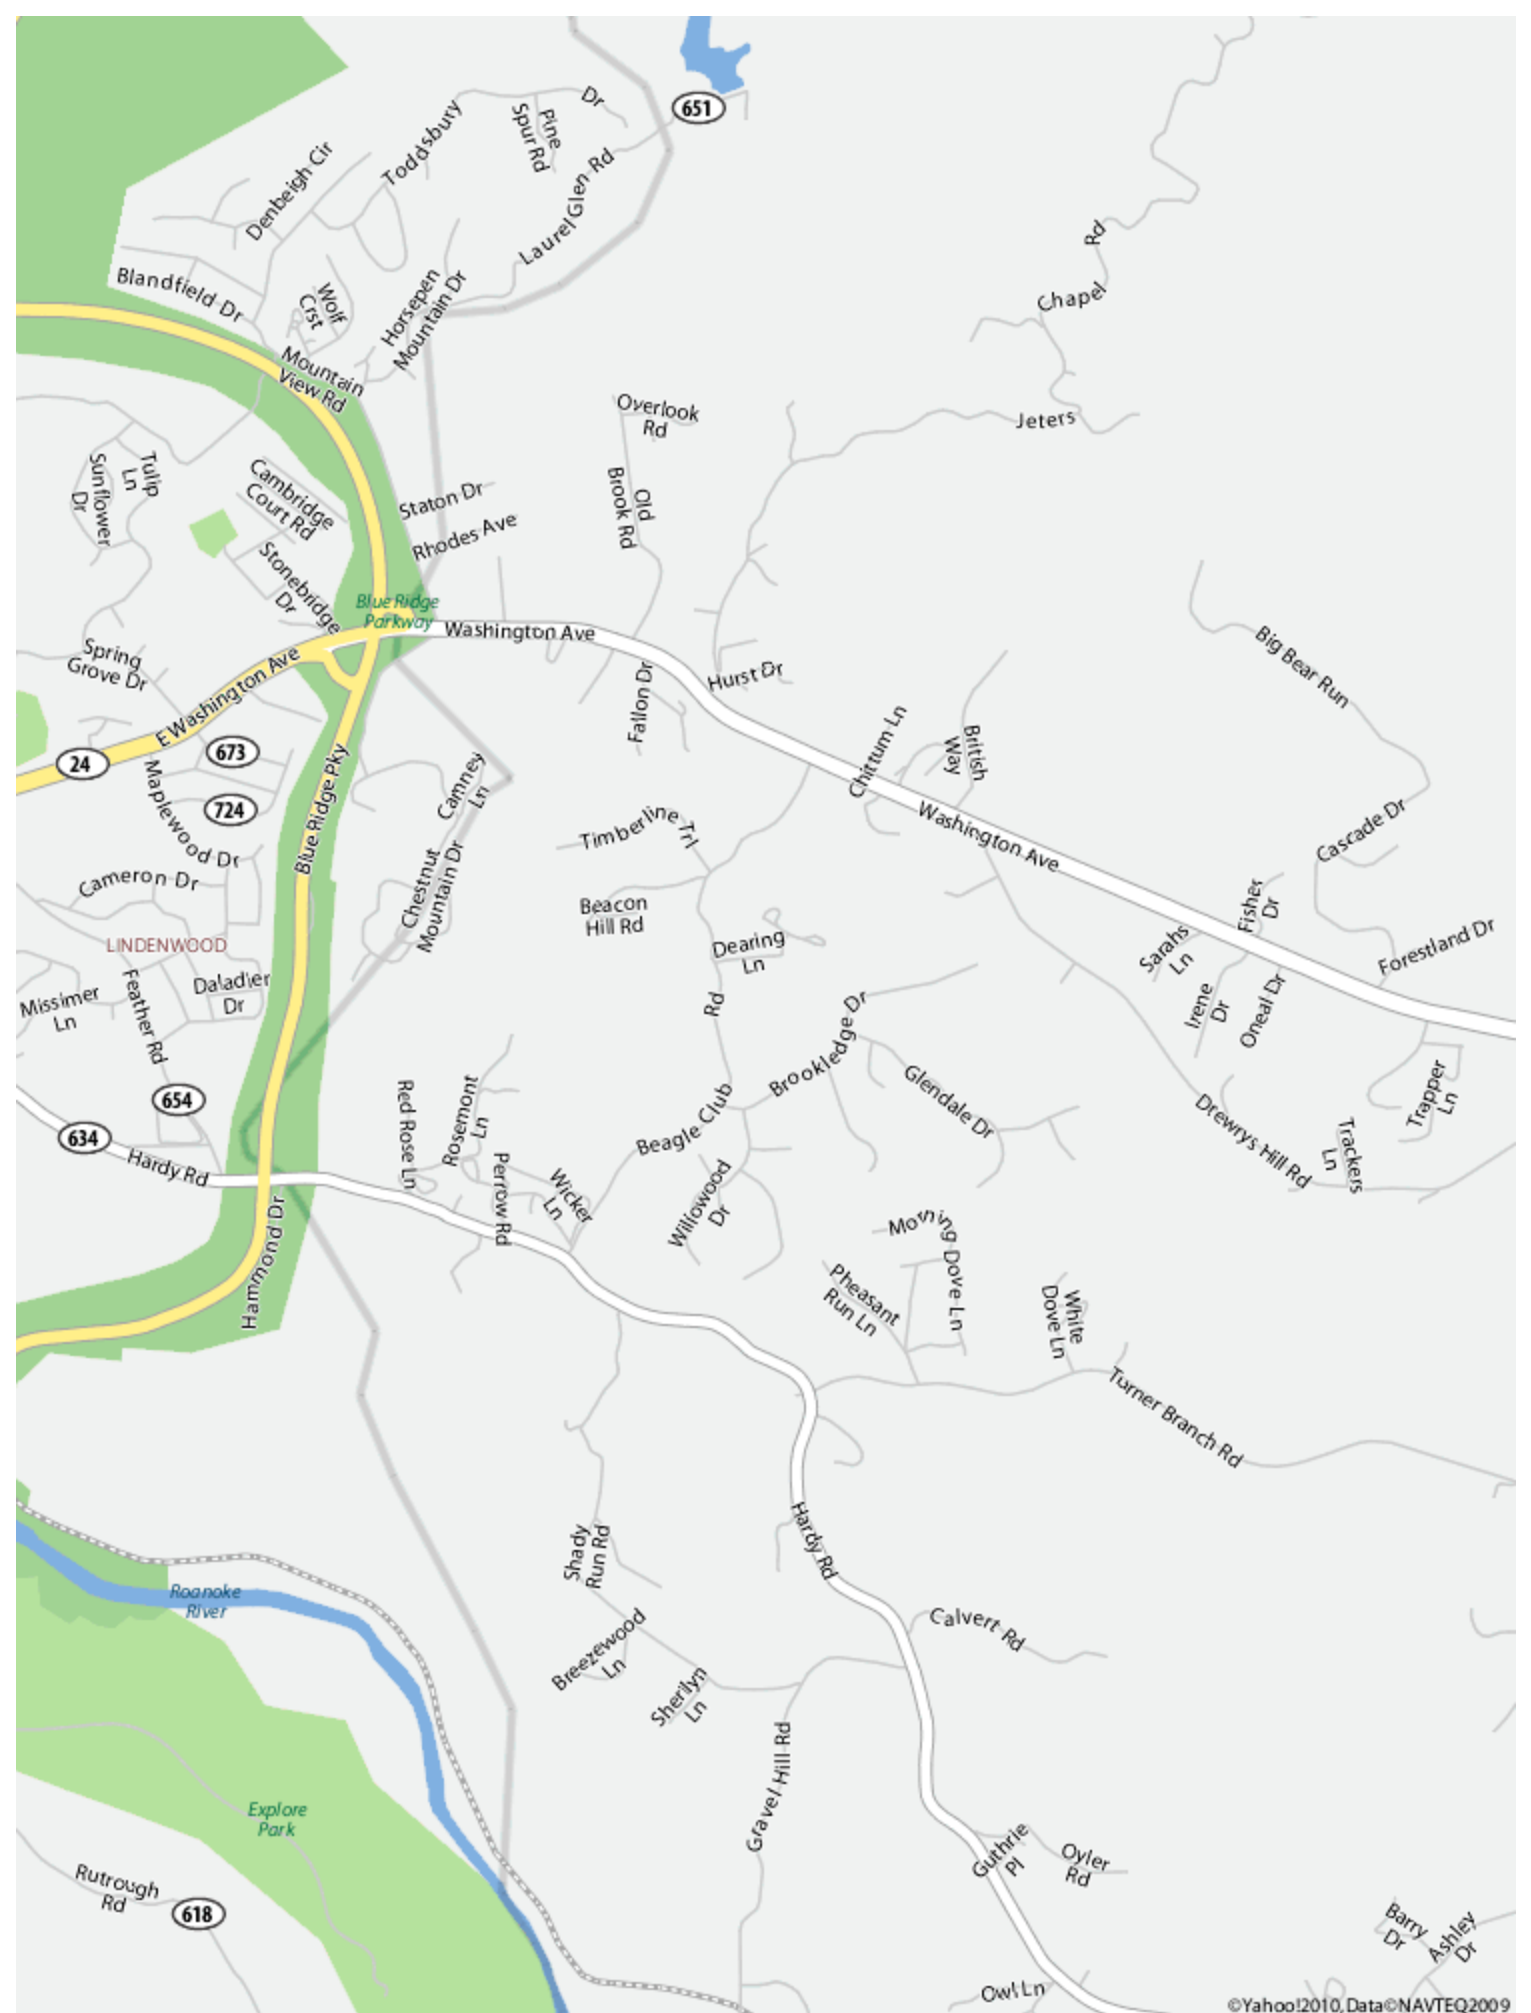 651
Dr
Toddsbury
Pine
Spur Rd
Denbeigh Cir
Laurel Glen Rd
Rd
Chapel
Blandfield Dr
Wolf
Crst
Horsepen
Mountain Dr
Mountain
View Rd
Overlook
Rd
Jeters
Tulip
Ln
Sunflower
Dr
Cambridge
Court Rd
Staton Dr
Old
Brook Rd
Rhodes Ave
Stonebridge
Dr
Blue Ridge
Parkway
Washington Ave
Big Bear Run
Spring
Grove Dr
E Washington Ave
Fallon Dr
Hurst Dr
Chittum Ln
British
Way
24
673
724
Camney
Ln
Maplewood Dr
Blue Ridge Pky
Timberline Trl
Washington Ave
Cascade Dr
Cameron Dr
Chestnut
Mountain Dr
Beacon
Hill Rd
Fisher
Dr
LINDENWOOD
Dearing
Ln
Sarahs
Ln
Forestland Dr
Missimer
Ln
Feather Rd
Daladier
Dr
Rd
Irene
Dr
Oneal Dr
Brookledge Dr
654
Red Rose Ln
Rosemont
Ln
Glendale Dr
Trapper
Ln
634
Beagle Club
Drewrys Hill Rd
Trackers
Ln
Hardy Rd
Perrow Rd
Wicker
Ln
Willowood
Dr
Hammond Dr
Morning
Dove Ln
Pheasant
Run Ln
White
Dove Ln
Turner Branch Rd
Hardy Rd
Shady
Run Rd
Roanoke
River
Breezewood
Ln
Calvert Rd
Sherilyn
Ln
Gravel Hill Rd
Explore
Park
Guthrie
Pl
Oyler
Rd
Rutrough
Rd
618
Barry
Dr
Ashley
Dr
Owl Ln
©Yahoo!2010,Data©NAVTEQ2009